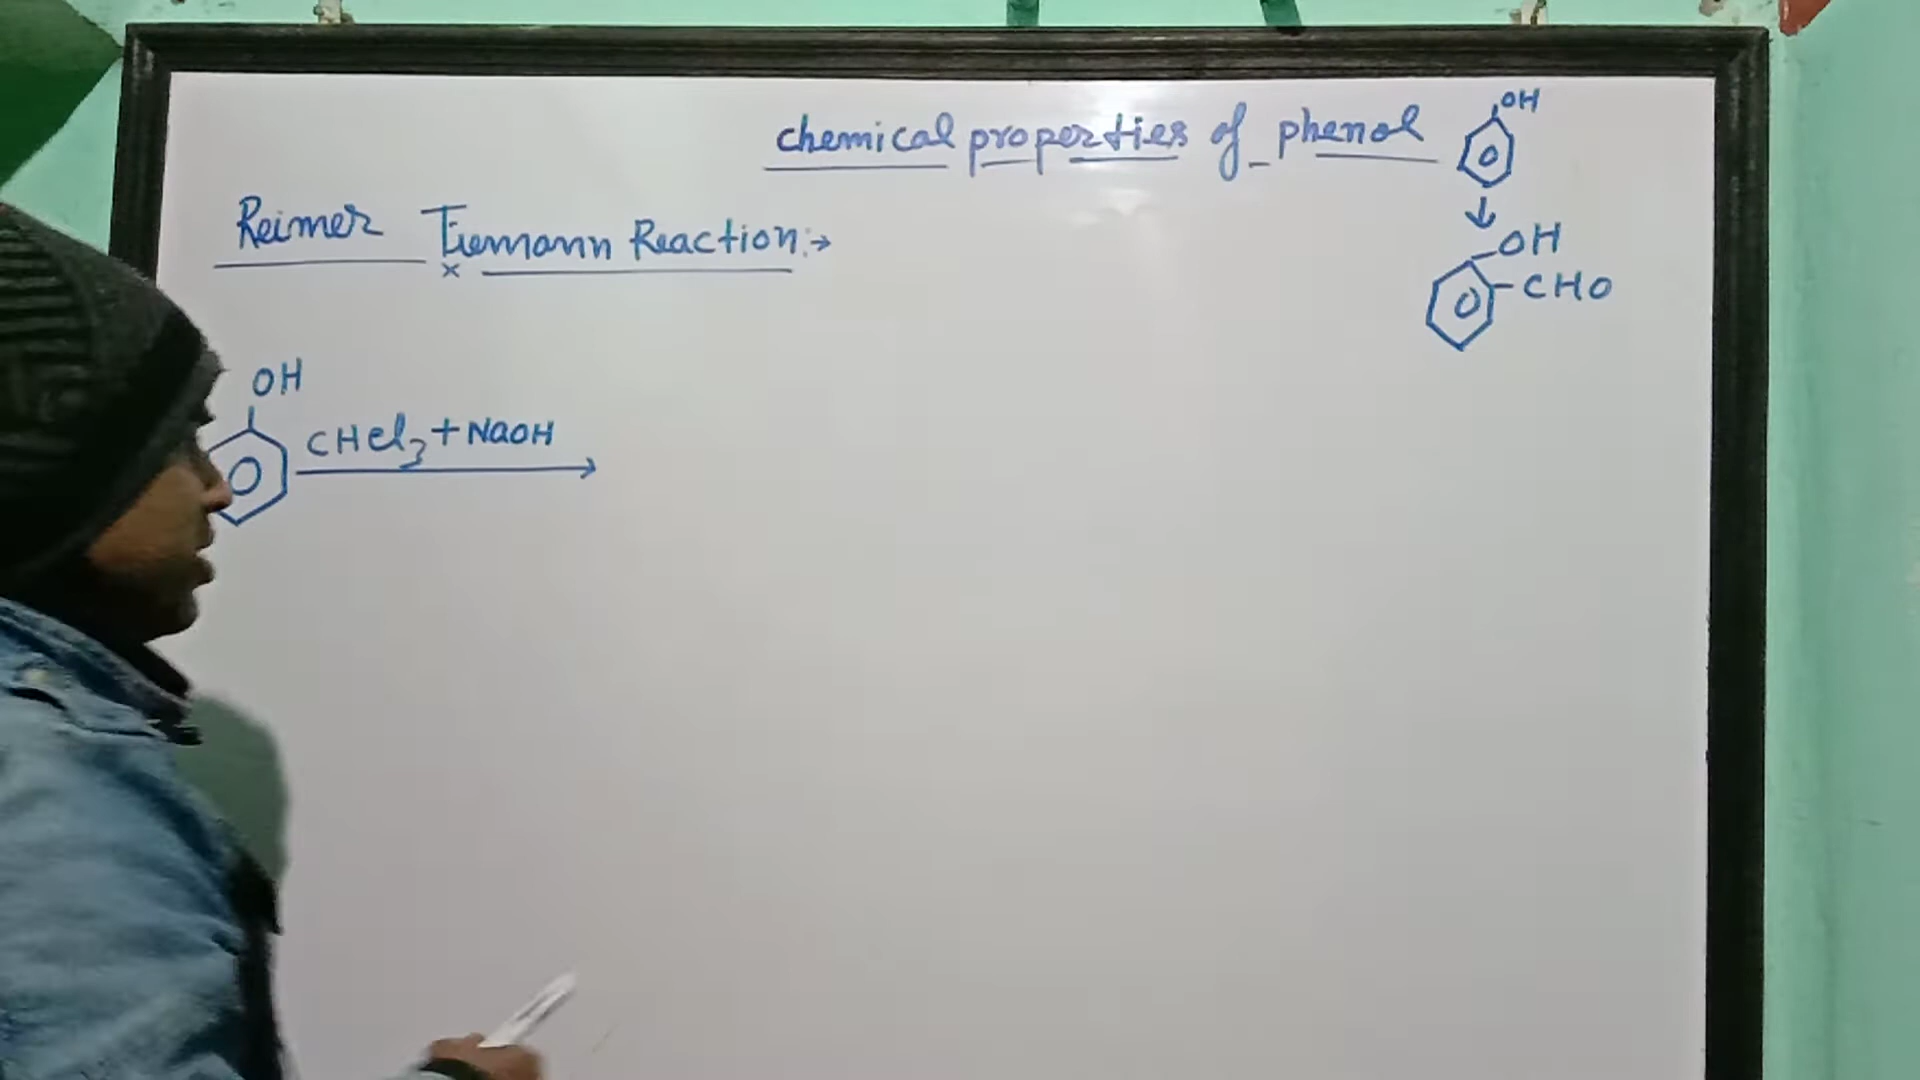 chemical properties of phenol
OH
Reimer Tiemann Reaction:→
x
OH
CHO
OH
CHCl₃ + NaOH